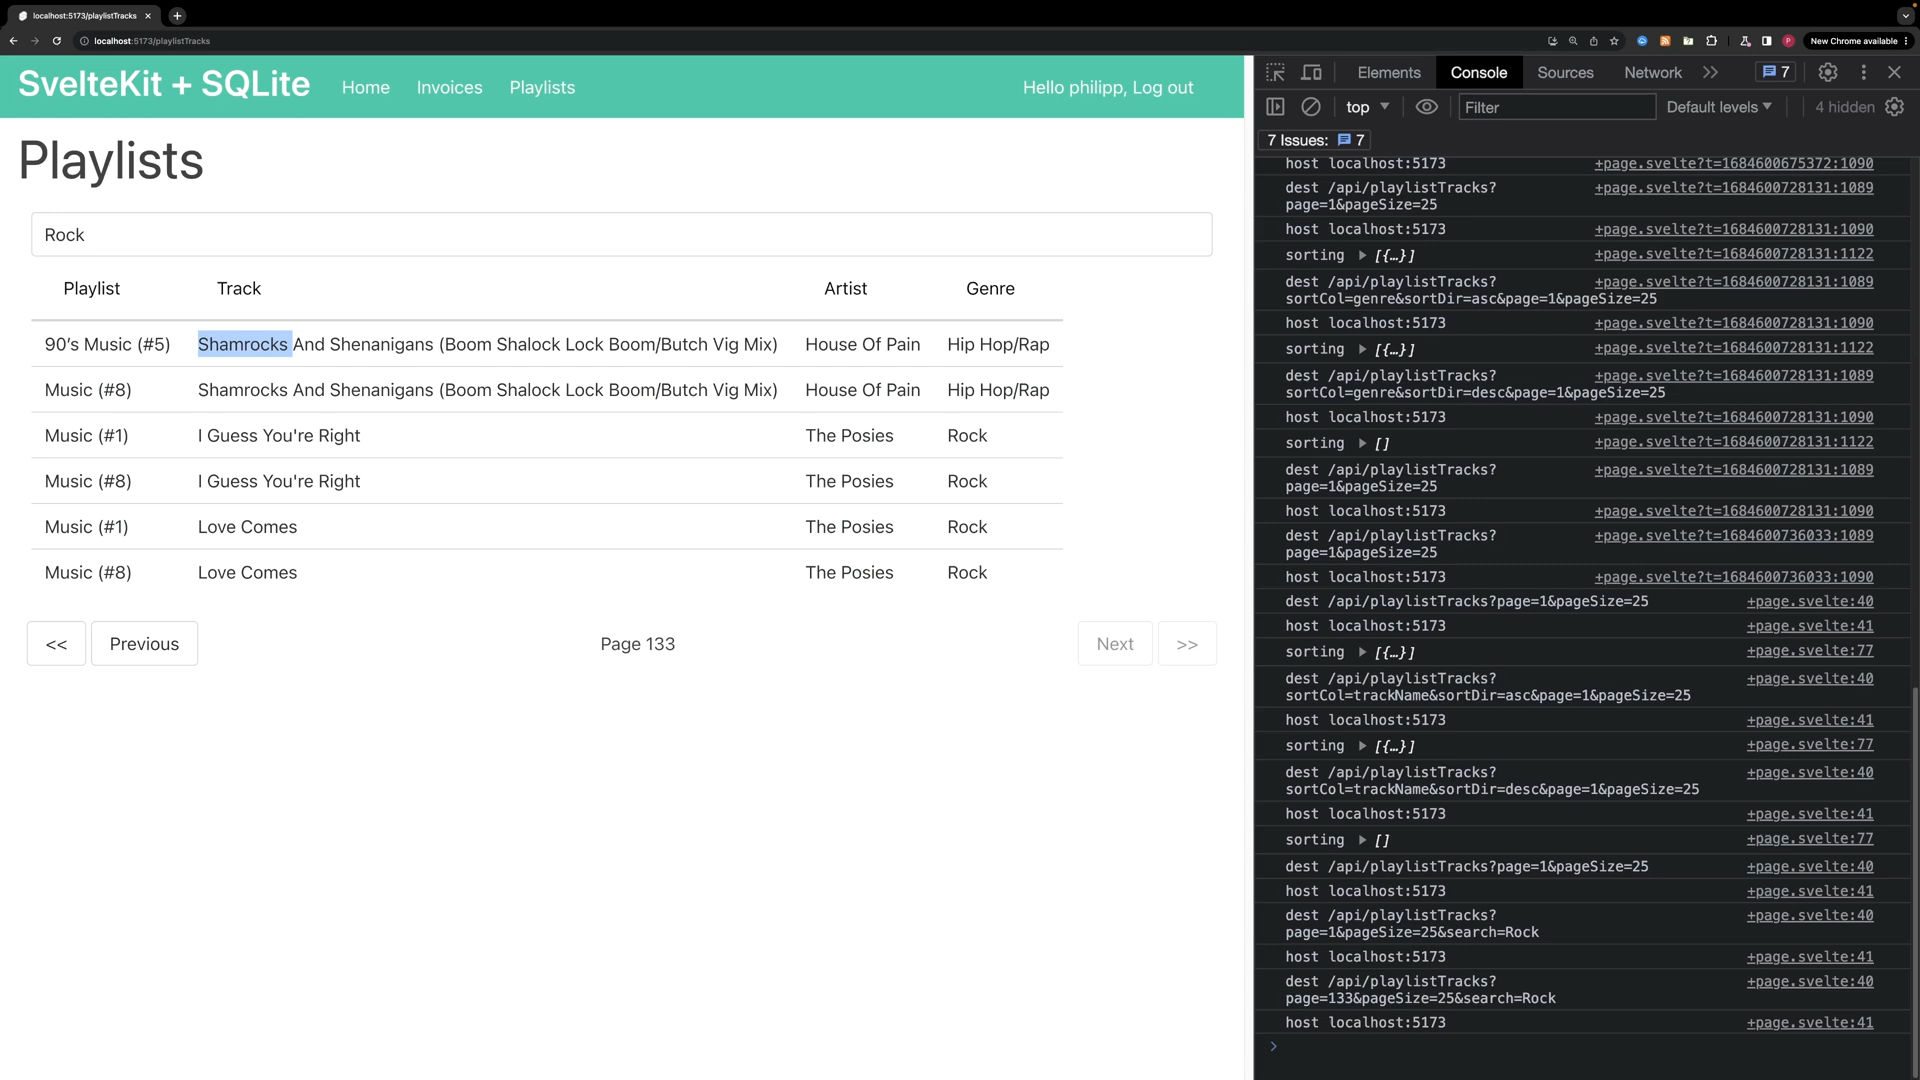 localhost:5173/playlistTracks
localhost:5173/playlistTracks
New Chrome available
SvelteKit + SQLite
Home
Invoices
Playlists
Hello philipp, Log out
Playlists
Rock
Playlist Track Artist Genre
90’s Music (#5) Shamrocks And Shenanigans (Boom Shalock Lock Boom/Butch Vig Mix) House Of Pain Hip Hop/Rap
Music (#8) Shamrocks And Shenanigans (Boom Shalock Lock Boom/Butch Vig Mix) House Of Pain Hip Hop/Rap
Music (#1) I Guess You're Right The Posies Rock
Music (#8) I Guess You're Right The Posies Rock
Music (#1) Love Comes The Posies Rock
Music (#8) Love Comes The Posies Rock
<< Previous Page 133 Next >>
Elements Console Sources Network 7
top Filter Default levels 4 hidden
7 Issues: 7
host localhost:5173 +page.svelte?t=1684600675372:1090
dest /api/playlistTracks? +page.svelte?t=1684600728131:1089
page=1&pageSize=25
host localhost:5173 +page.svelte?t=1684600728131:1090
sorting [{…}] +page.svelte?t=1684600728131:1122
dest /api/playlistTracks? +page.svelte?t=1684600728131:1089
sortCol=genre&sortDir=asc&page=1&pageSize=25
host localhost:5173 +page.svelte?t=1684600728131:1090
sorting [{…}] +page.svelte?t=1684600728131:1122
dest /api/playlistTracks? +page.svelte?t=1684600728131:1089
sortCol=genre&sortDir=desc&page=1&pageSize=25
host localhost:5173 +page.svelte?t=1684600728131:1090
sorting [] +page.svelte?t=1684600728131:1122
dest /api/playlistTracks? +page.svelte?t=1684600728131:1089
page=1&pageSize=25
host localhost:5173 +page.svelte?t=1684600728131:1090
dest /api/playlistTracks? +page.svelte?t=1684600736033:1089
page=1&pageSize=25
host localhost:5173 +page.svelte?t=1684600736033:1090
dest /api/playlistTracks?page=1&pageSize=25 +page.svelte:40
host localhost:5173 +page.svelte:41
sorting [{…}] +page.svelte:77
dest /api/playlistTracks? +page.svelte:40
sortCol=trackName&sortDir=asc&page=1&pageSize=25
host localhost:5173 +page.svelte:41
sorting [{…}] +page.svelte:77
dest /api/playlistTracks? +page.svelte:40
sortCol=trackName&sortDir=desc&page=1&pageSize=25
host localhost:5173 +page.svelte:41
sorting [] +page.svelte:77
dest /api/playlistTracks?page=1&pageSize=25 +page.svelte:40
host localhost:5173 +page.svelte:41
dest /api/playlistTracks? +page.svelte:40
page=1&pageSize=25&search=Rock
host localhost:5173 +page.svelte:41
dest /api/playlistTracks? +page.svelte:40
page=133&pageSize=25&search=Rock
host localhost:5173 +page.svelte:41